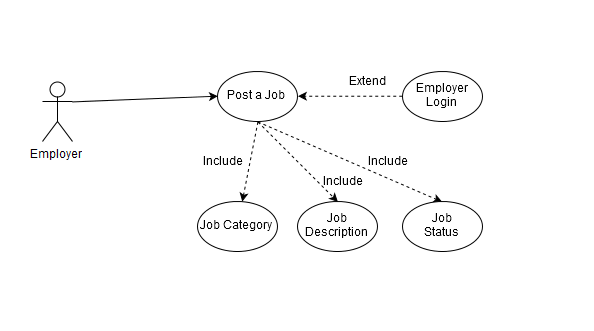 Extend
Employer
Login
Post a Job
Employer
Include
Include
Include
Job Category
Job
Description
Job
Status